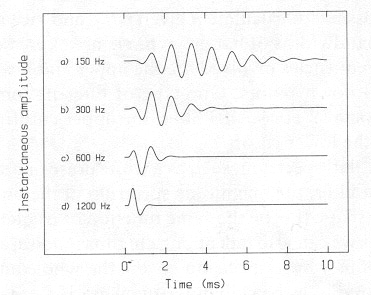 Instantaneous amplitude
a) 150 Hz
b) 300 Hz
c) 600 Hz
d) 1200 Hz
0 2 4 6 8 10
Time (ms)